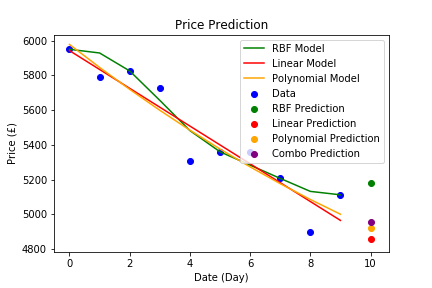 Price Prediction
6000
5800
5600
5400
5200
5000
4800
Price (£)
RBF Model
Linear Model
Polynomial Model
Data
RBF Prediction
Linear Prediction
Polynomial Prediction
Combo Prediction
0 2 4 6 8 10
Date (Day)